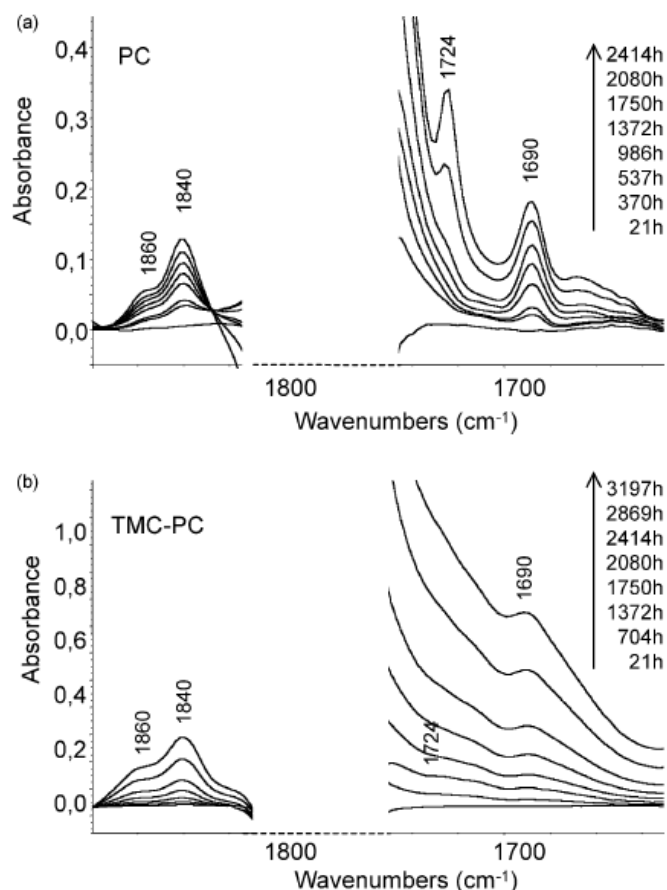 (a)
PC
0,4
0,3
0,2
0,1
0,0
Absorbance
1860
1840
1724
1690
2414h
2080h
1750h
1372h
986h
537h
370h
21h
1800 1700
Wavenumbers (cm⁻¹)
(b)
TMC-PC
1,0
0,8
0,6
0,4
0,2
0,0
Absorbance
1860
1840
1724
1690
3197h
2869h
2414h
2080h
1750h
1372h
704h
21h
1800 1700
Wavenumbers (cm⁻¹)